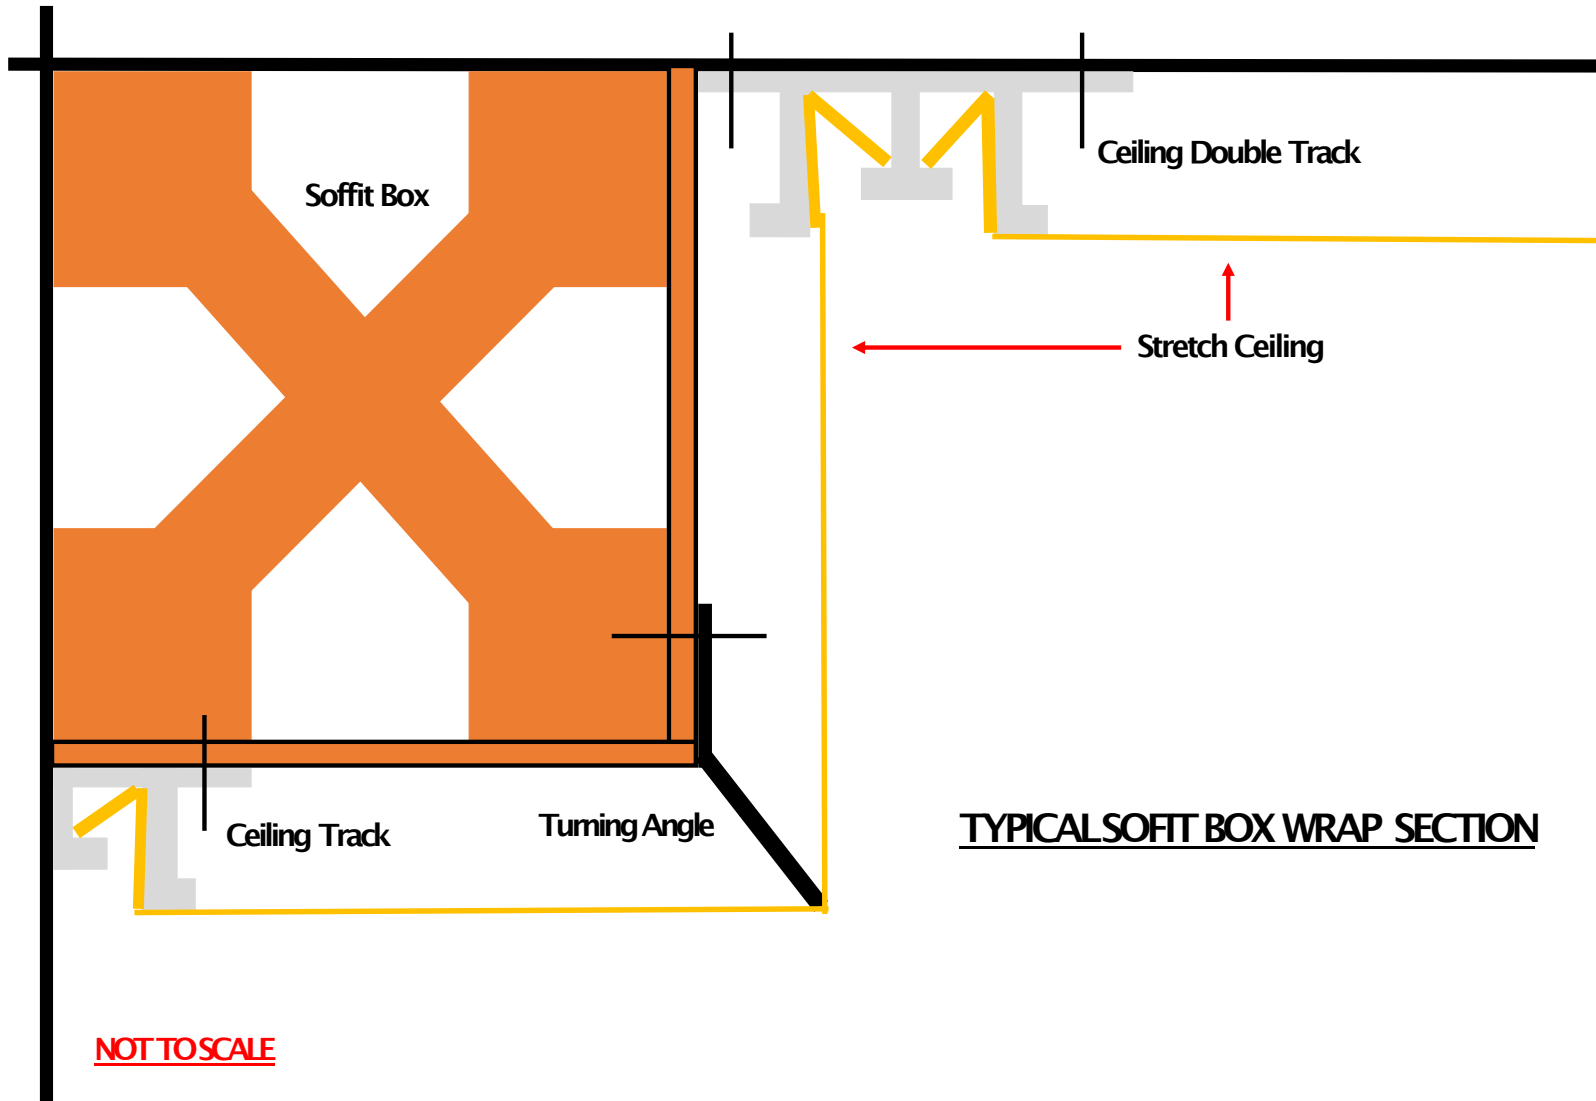 Soffit Box
Ceiling Double Track
Stretch Ceiling
Ceiling Track
Turning Angle
TYPICAL SOFIT BOX WRAP SECTION
NOT TO SCALE